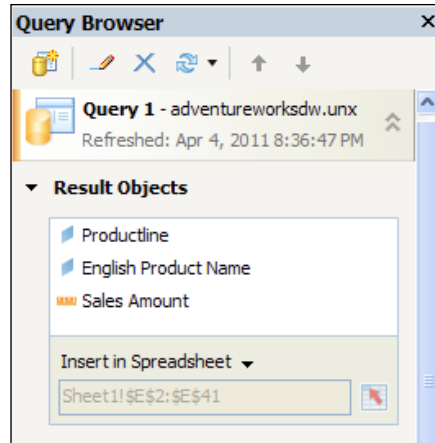 Query Browser
Query 1 - adventureworksdw.unx
Refreshed: Apr 4, 2011 8:36:47 PM
Result Objects
Productline
English Product Name
Sales Amount
Insert in Spreadsheet
Sheet1!$E$2:$E$41